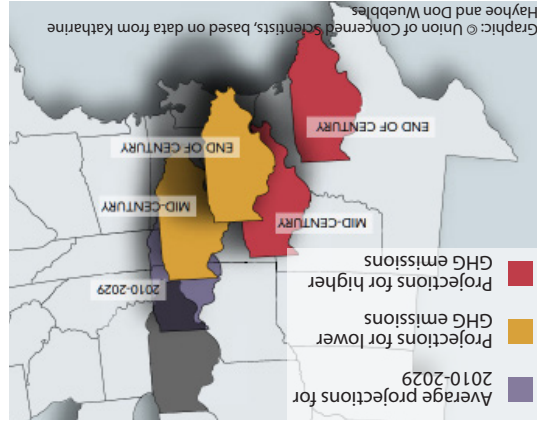 2010-2029
MID-CENTURY
MID-CENTURY
END OF CENTURY
END OF CENTURY
Average projections for
2010-2029
Projections for lower
GHG emissions
Projections for higher
GHG emissions
Graphic: © Union of Concerned Scientists, based on data from Katharine
Hayhoe and Don Wuebbles